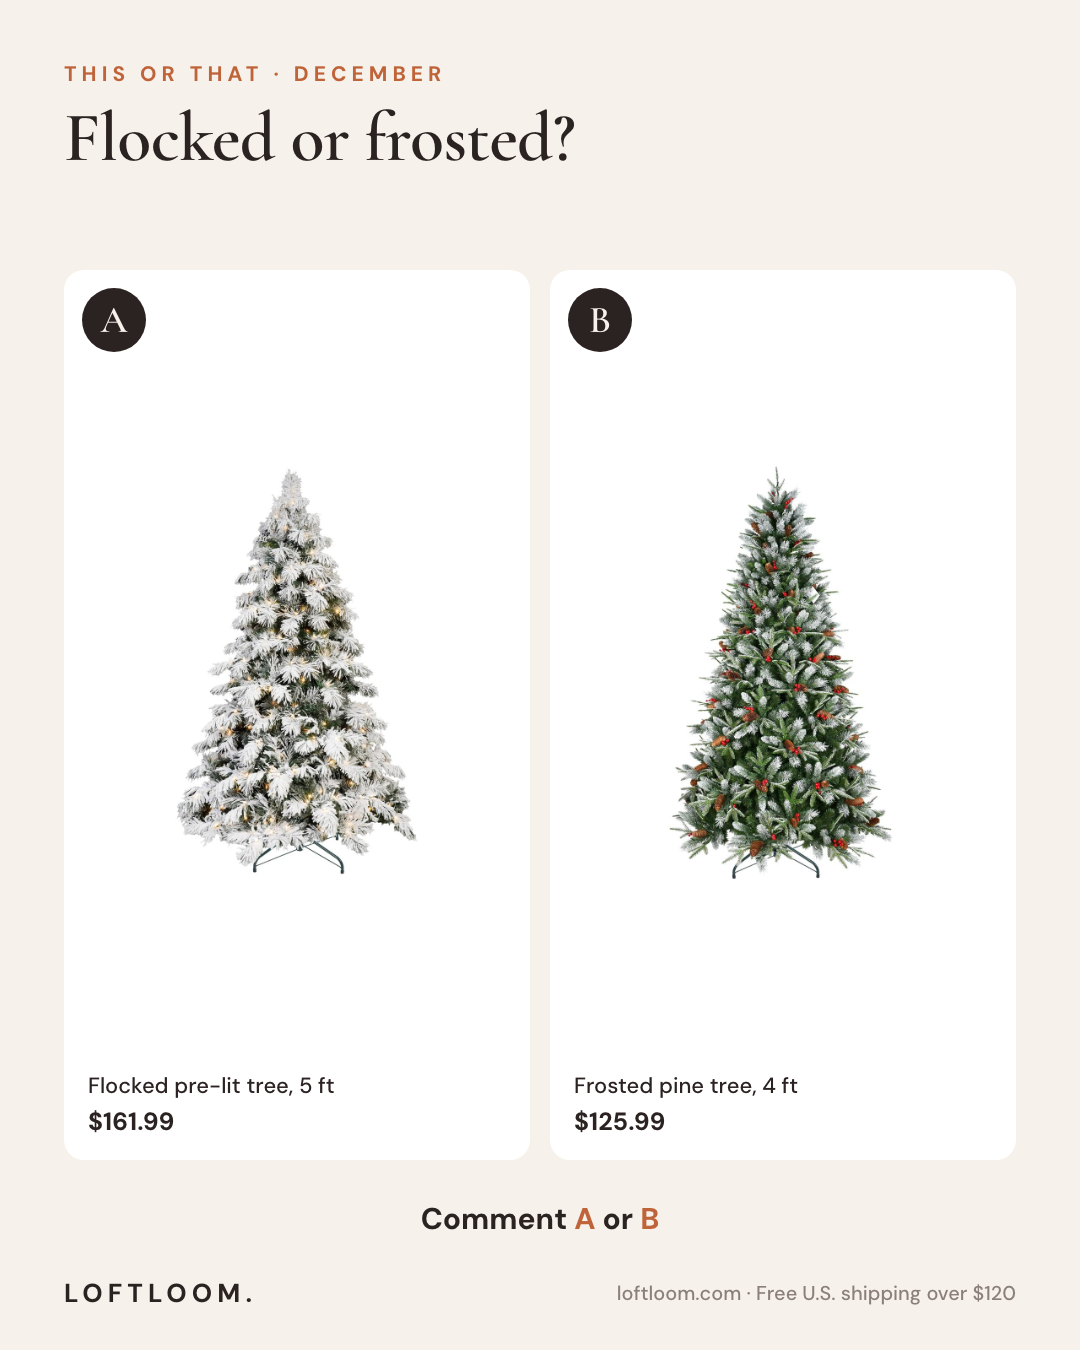 THIS OR THAT · DECEMBER
Flocked or frosted?
A
B
Flocked pre-lit tree, 5 ft
$161.99
Frosted pine tree, 4 ft
$125.99
Comment A or B
LOFTLOOM.
loftloom.com · Free U.S. shipping over $120